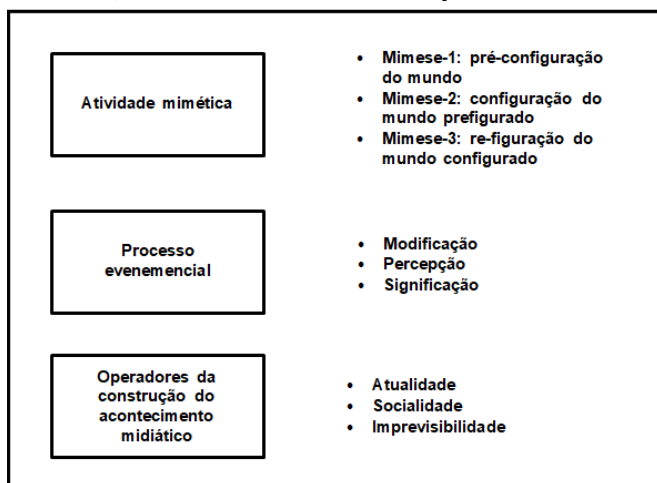 Atividade mimética
• Mimese-1: pré-configuração
do mundo
• Mimese-2: configuração do
mundo prefigurado
• Mimese-3: re-figuração do
mundo configurado
Processo
evenemencial
• Modificação
• Percepção
• Significação
Operadores da
construção do
acontecimento
midiático
• Atualidade
• Socialidade
• Imprevisibilidade